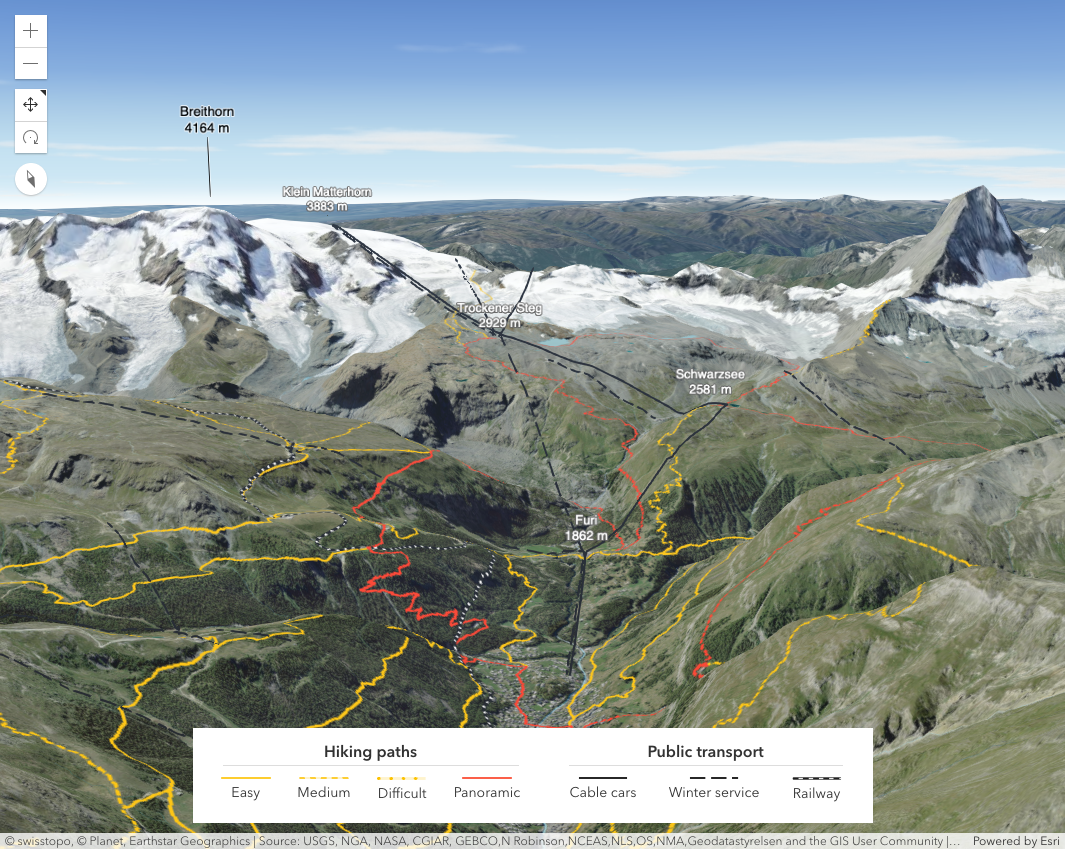 Breithorn
4164 m
Klein Matterhorn
3883 m
Trockener Steg
2929 m
Schwarzsee
2581 m
Furi
1862 m
Hiking paths
Public transport
Easy
Medium
Difficult
Panoramic
Cable cars
Winter service
Railway
© swisstopo, © Planet, Earthstar Geographics | Source: USGS, NGA, NASA, CGIAR, GEBCO,N Robinson,NCEAS,NLS,OS,NMA,Geodatastyrelsen and the GIS User Community |...
Powered by Esri